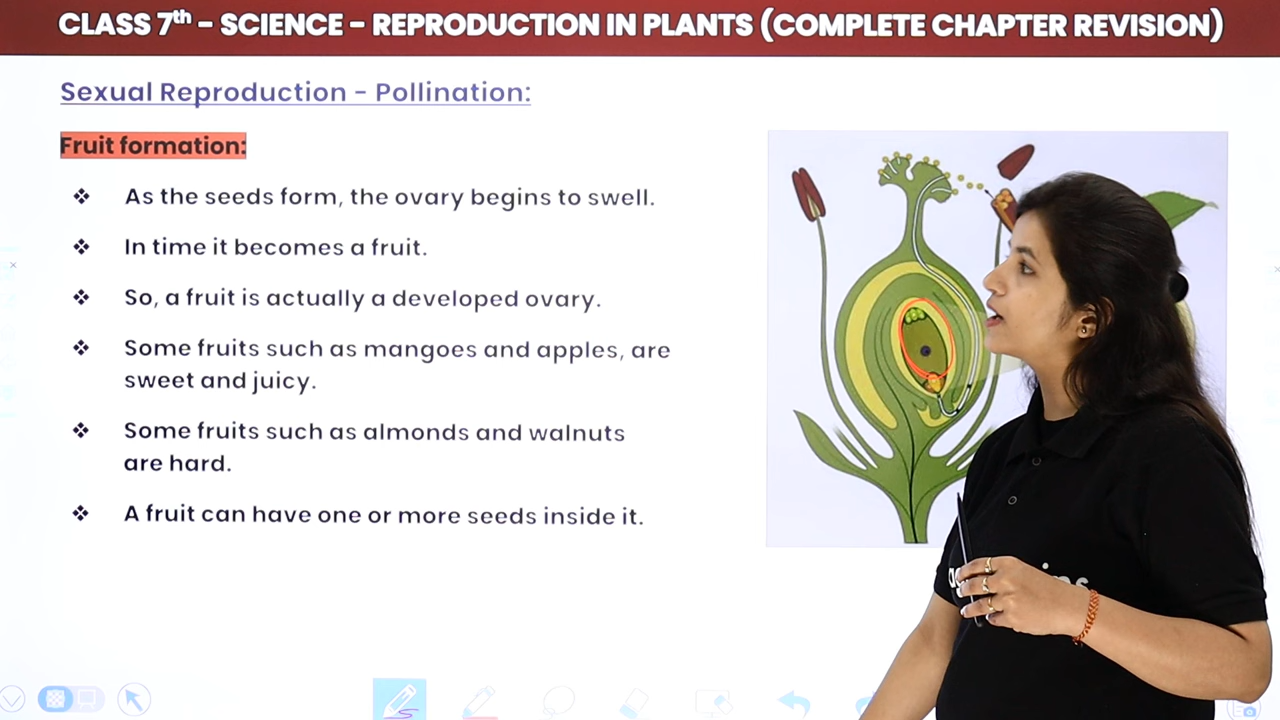 CLASS 7th – SCIENCE – REPRODUCTION IN PLANTS (COMPLETE CHAPTER REVISION)
Sexual Reproduction – Pollination:
Fruit formation:
❖ As the seeds form, the ovary begins to swell.
❖ In time it becomes a fruit.
❖ So, a fruit is actually a developed ovary.
❖ Some fruits such as mangoes and apples, are
sweet and juicy.
❖ Some fruits such as almonds and walnuts
are hard.
❖ A fruit can have one or more seeds inside it.